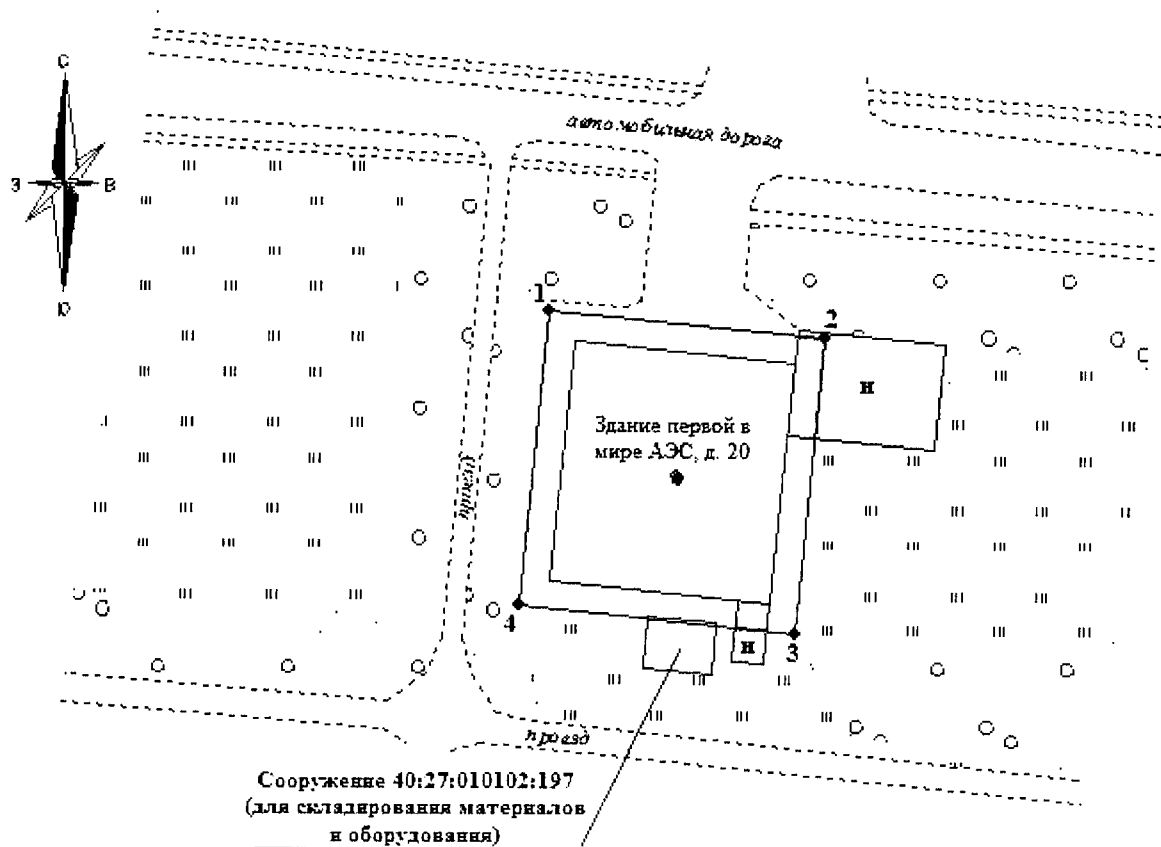 С
автомобильная дорога
З
В
Ю
1
2
н
Здание первой в
мире АЭС, д. 20
проезд
4
н
3
проезд
Сооружение 40:27:010102:197
(для складирования материалов
и оборудования)